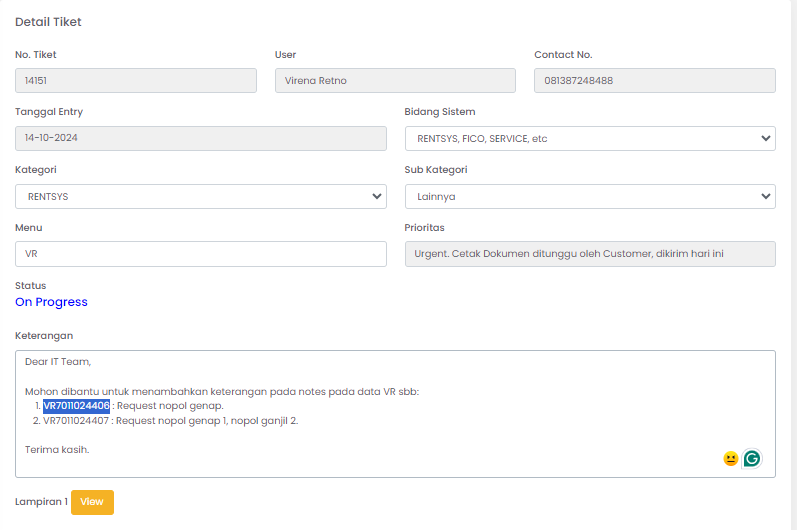 Detail Tiket
No. Tiket
User
Contact No.
14151
Virena Retno
081387248488
Tanggal Entry
Bidang Sistem
14-10-2024
RENTSYS, FICO, SERVICE, etc
Kategori
Sub Kategori
RENTSYS
Lainnya
Menu
Prioritas
VR
Urgent. Cetak Dokumen ditunggu oleh Customer, dikirim hari ini
Status
On Progress
Keterangan
Dear IT Team,
Mohon dibantu untuk menambahkan keterangan pada notes pada data VR sbb:
1. VR7011024406 : Request nopol genap.
2. VR7011024407 : Request nopol genap 1, nopol ganjil 2.
Terima kasih.
Lampiran 1 View